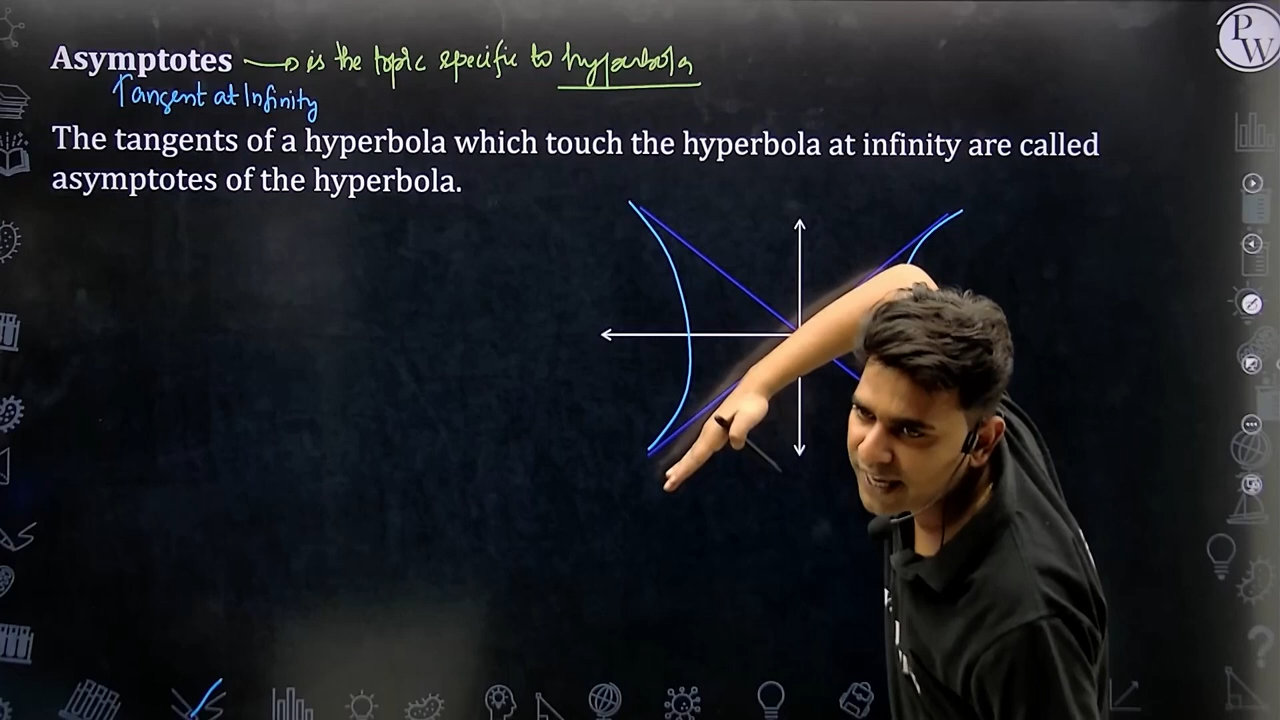 Asymptotes → is the topic specific to hyperbola
Tangent at Infinity
The tangents of a hyperbola which touch the hyperbola at infinity are called
asymptotes of the hyperbola.
PW